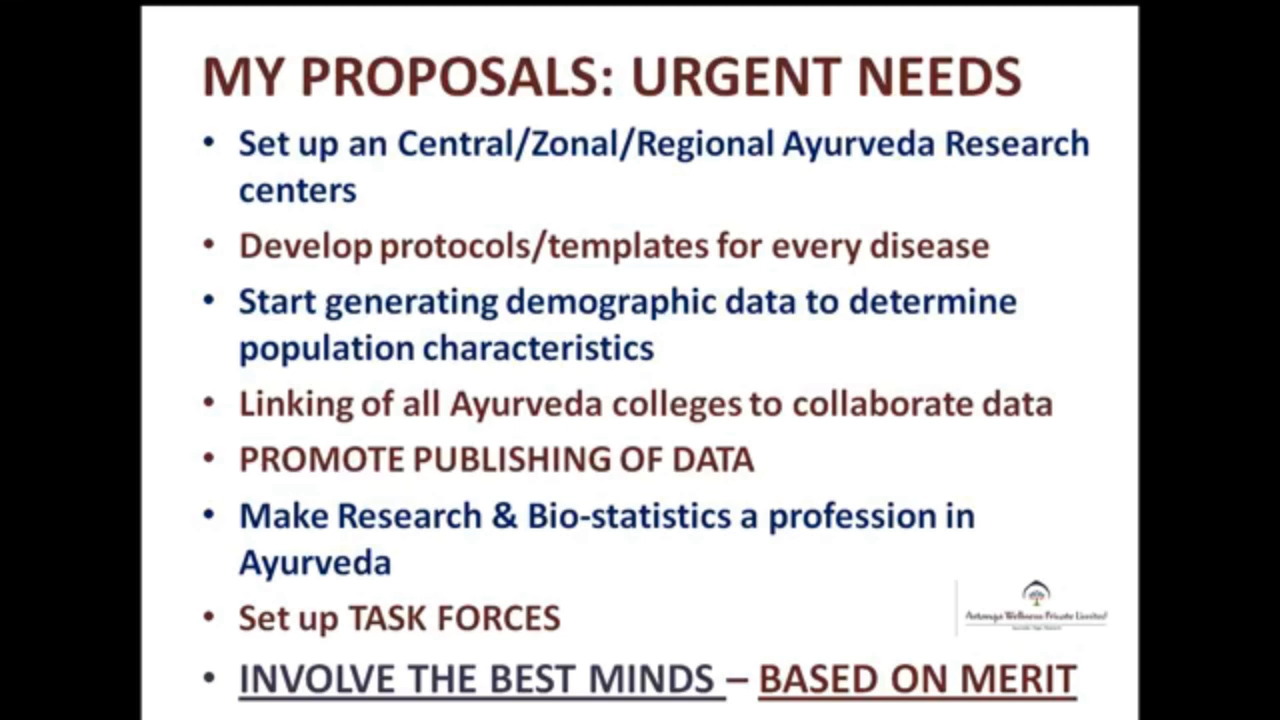 MY PROPOSALS: URGENT NEEDS
• Set up an Central/Zonal/Regional Ayurveda Research
centers
• Develop protocols/templates for every disease
• Start generating demographic data to determine
population characteristics
• Linking of all Ayurveda colleges to collaborate data
• PROMOTE PUBLISHING OF DATA
• Make Research & Bio-statistics a profession in
Ayurveda
• Set up TASK FORCES
Wellness Private Limited
• INVOLVE THE BEST MINDS – BASED ON MERIT